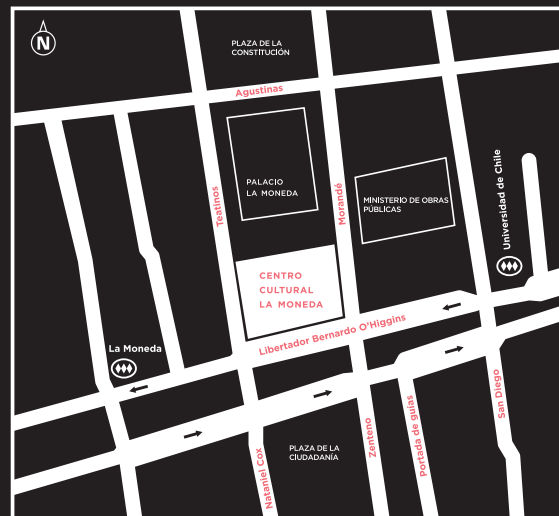 N
PLAZA DE LA
CONSTITUCIÓN
Agustinas
PALACIO
LA MONEDA
Teatinos
Morandé
MINISTERIO DE OBRAS
PÚBLICAS
Universidad de Chile
CENTRO
CULTURAL
LA MONEDA
Libertador Bernardo O'Higgins
La Moneda
PLAZA DE LA
CIUDADANÍA
Nataniel Cox
Zenteno
Portada de guías
San Diego